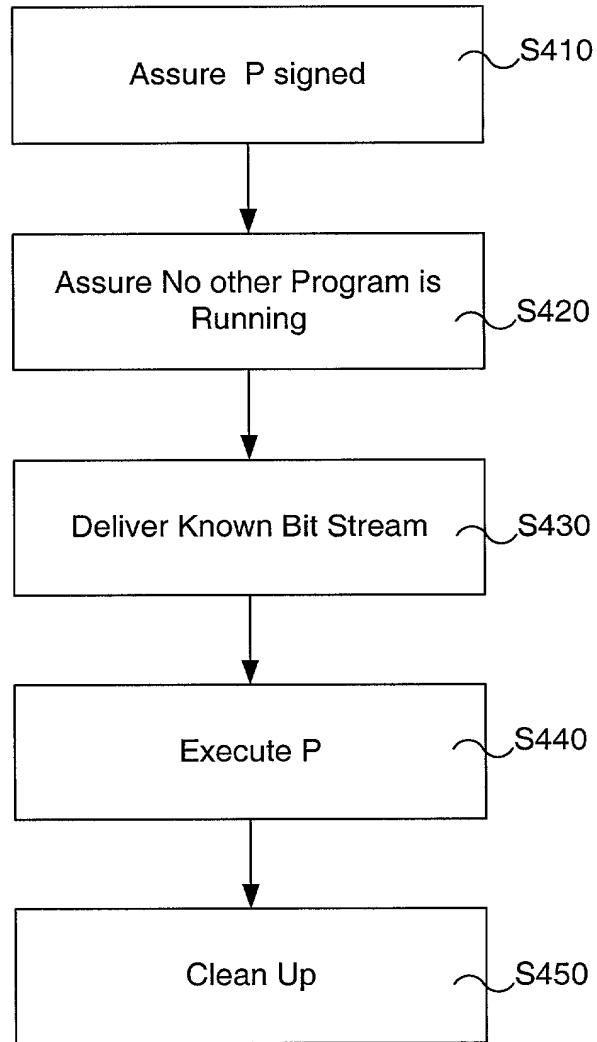 Assure P signed
S410
Assure No other Program is
Running
S420
Deliver Known Bit Stream
S430
Execute P
S440
Clean Up
S450